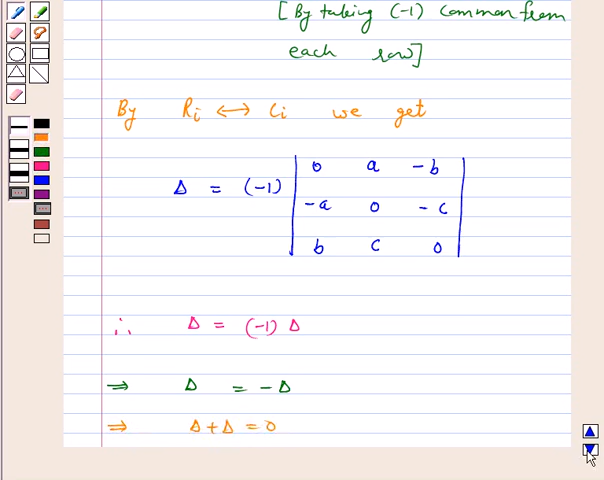 [By taking (-1) common from
each row]
By Ri ⟷ Ci we get
Δ = (-1) | 0 a -b |
| -a 0 -c |
| b c 0 |
∴ Δ = (-1) Δ
⇒ Δ = -Δ
⇒ Δ + Δ = 0